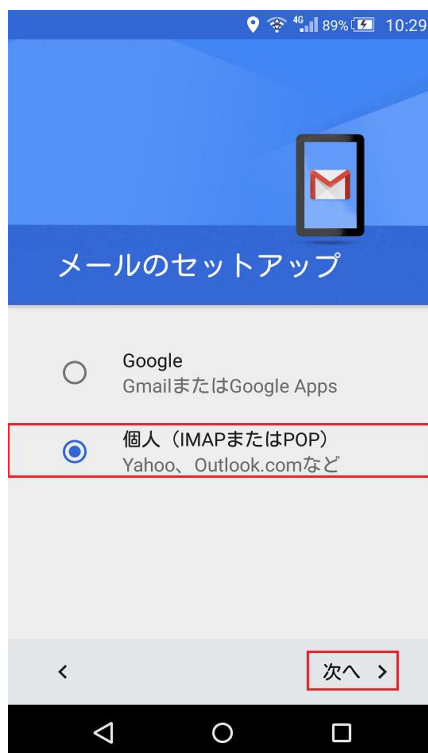 4G 89% 10:29
メールのセットアップ
Google
GmailまたはGoogle Apps
個人（IMAPまたはPOP）
Yahoo、Outlook.comなど
次へ